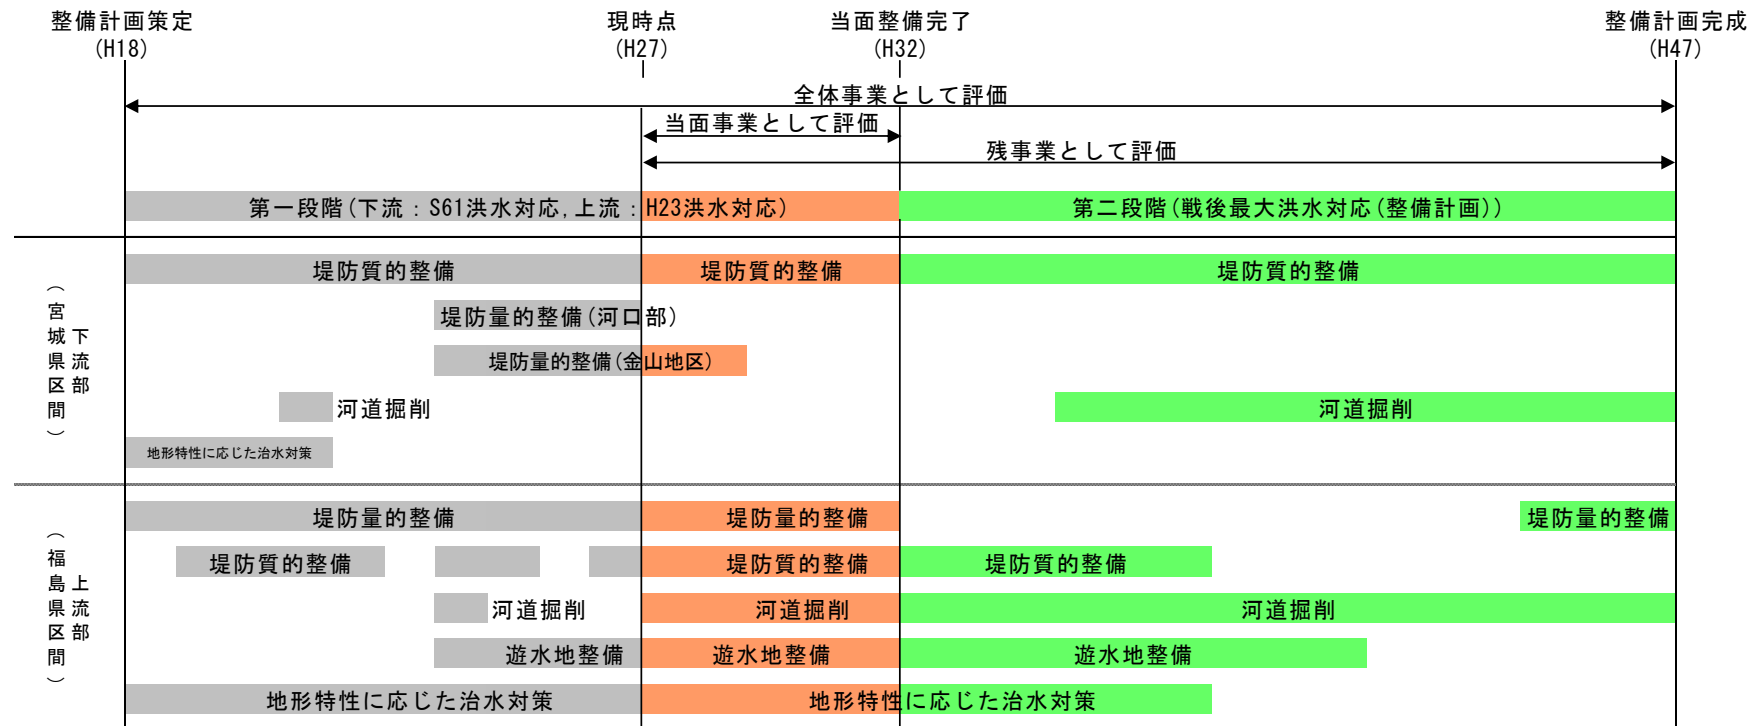 整備計画策定
(H18)
現時点
(H27)
当面整備完了
(H32)
整備計画完成
(H47)
全体事業として評価
当面事業として評価
残事業として評価
第一段階(下流：S61洪水対応,上流：H23洪水対応)
第二段階(戦後最大洪水対応(整備計画))
下流部
(宮城県区間)
堤防質的整備
堤防質的整備
堤防質的整備
堤防量的整備(河口部)
堤防量的整備(金山地区)
河道掘削
河道掘削
地形特性に応じた治水対策
上流部
(福島県区間)
堤防量的整備
堤防量的整備
堤防量的整備
堤防質的整備
堤防質的整備
堤防質的整備
河道掘削
河道掘削
河道掘削
遊水地整備
遊水地整備
遊水地整備
地形特性に応じた治水対策
地形特性に応じた治水対策